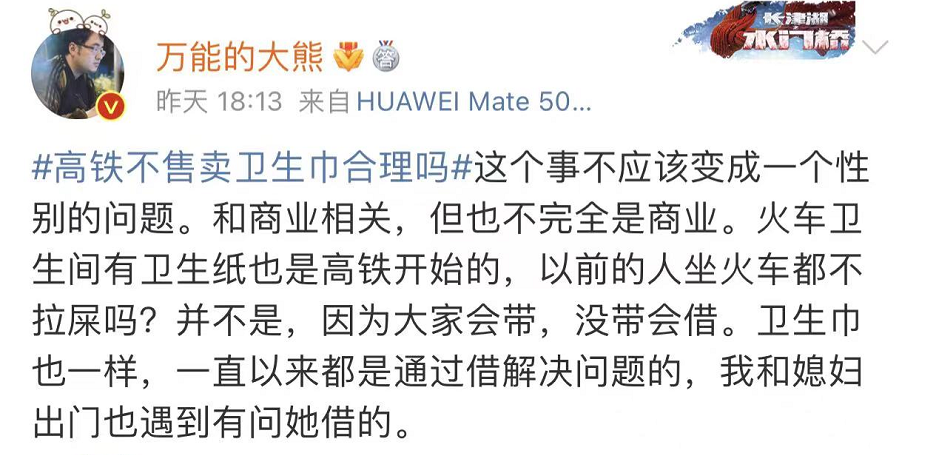 长津湖
水门桥
万能的大熊
答
V
昨天 18:13 来自 HUAWEI Mate 50...
#高铁不售卖卫生巾合理吗#这个事不应该变成一个性
别的问题。和商业相关，但也不完全是商业。火车卫
生间有卫生纸也是高铁开始的，以前的人坐火车都不
拉屎吗？并不是，因为大家会带，没带会借。卫生巾
也一样，一直以来都是通过借解决问题的，我和媳妇
出门也遇到有问她借的。